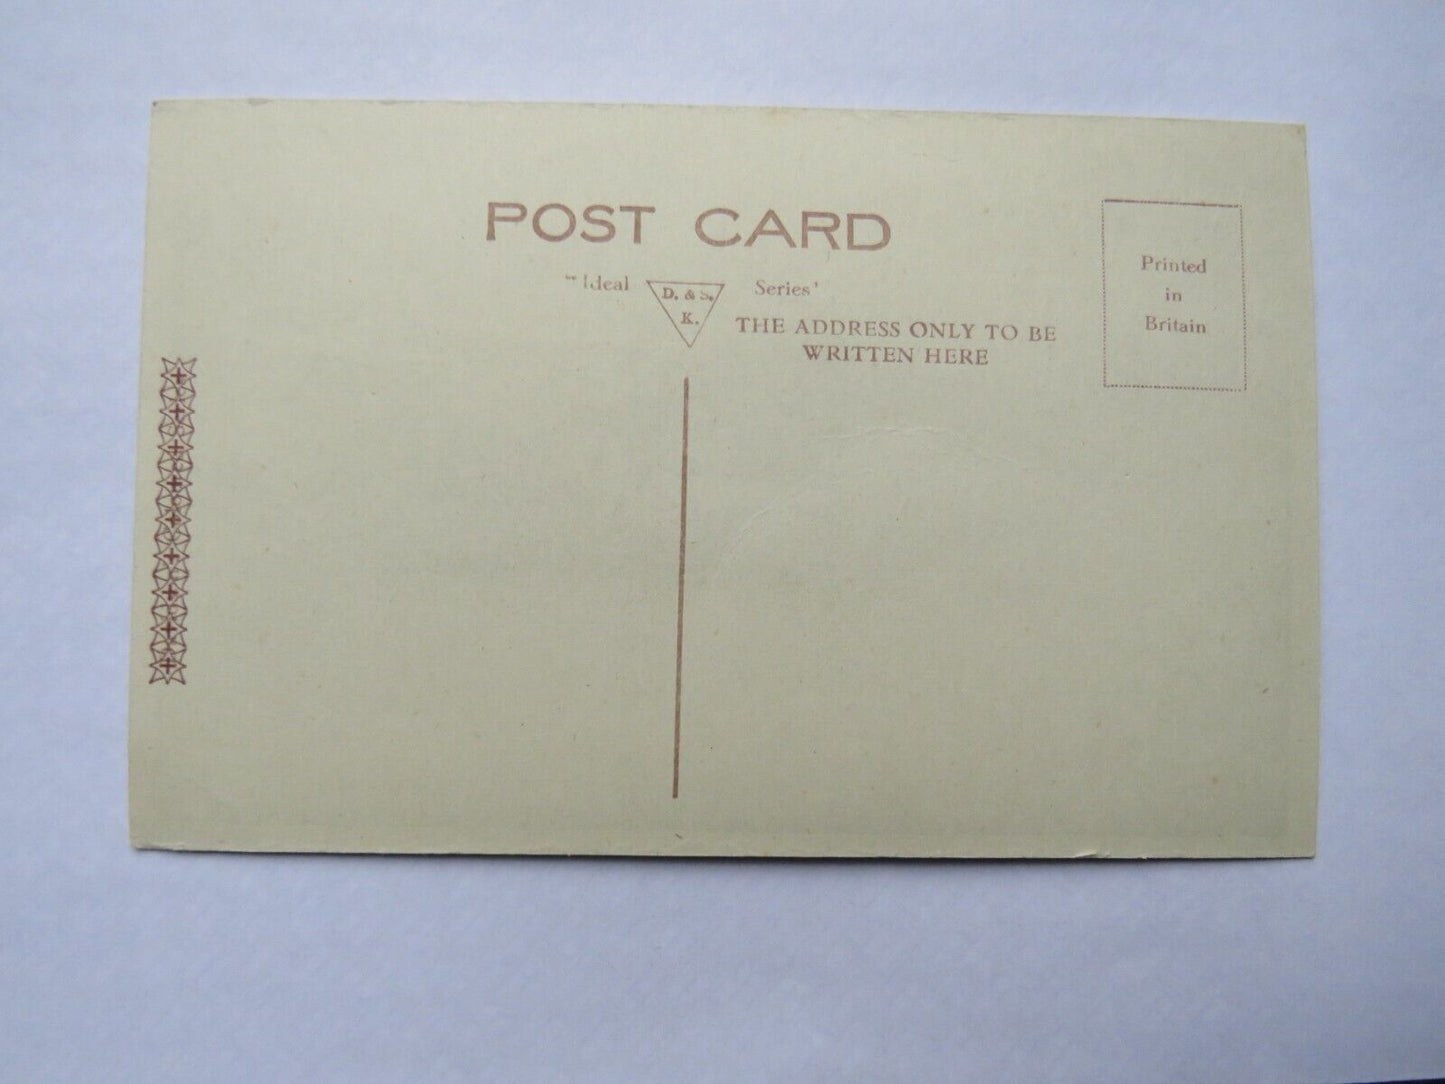 POST CARD
"Ideal D. & S. K. Series'
THE ADDRESS ONLY TO BE
WRITTEN HERE
Printed
in
Britain